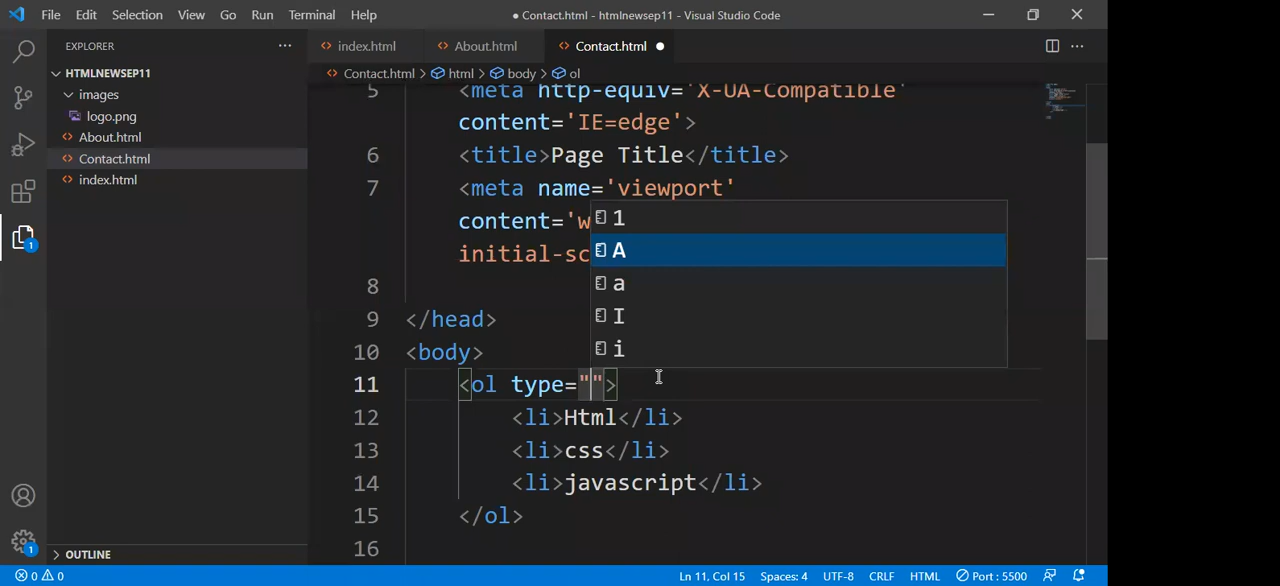 File Edit Selection View Go Run Terminal Help
● Contact.html - htmlnewsep11 - Visual Studio Code
EXPLORER
HTMLNEWSEP11
images
logo.png
About.html
Contact.html
index.html
OUTLINE
index.html About.html Contact.html
Contact.html > html > body > ol
5 <meta http-equiv='X-UA-Compatible'
content='IE=edge'>
6 <title>Page Title</title>
7 <meta name='viewport'
content='w
initial-sc
1
A
a
I
i
8
9 </head>
10 <body>
11 <ol type="">
12 <li>Html</li>
13 <li>css</li>
14 <li>javascript</li>
15 </ol>
16
1
1
0 0 Ln 11, Col 15 Spaces: 4 UTF-8 CRLF HTML Port : 5500